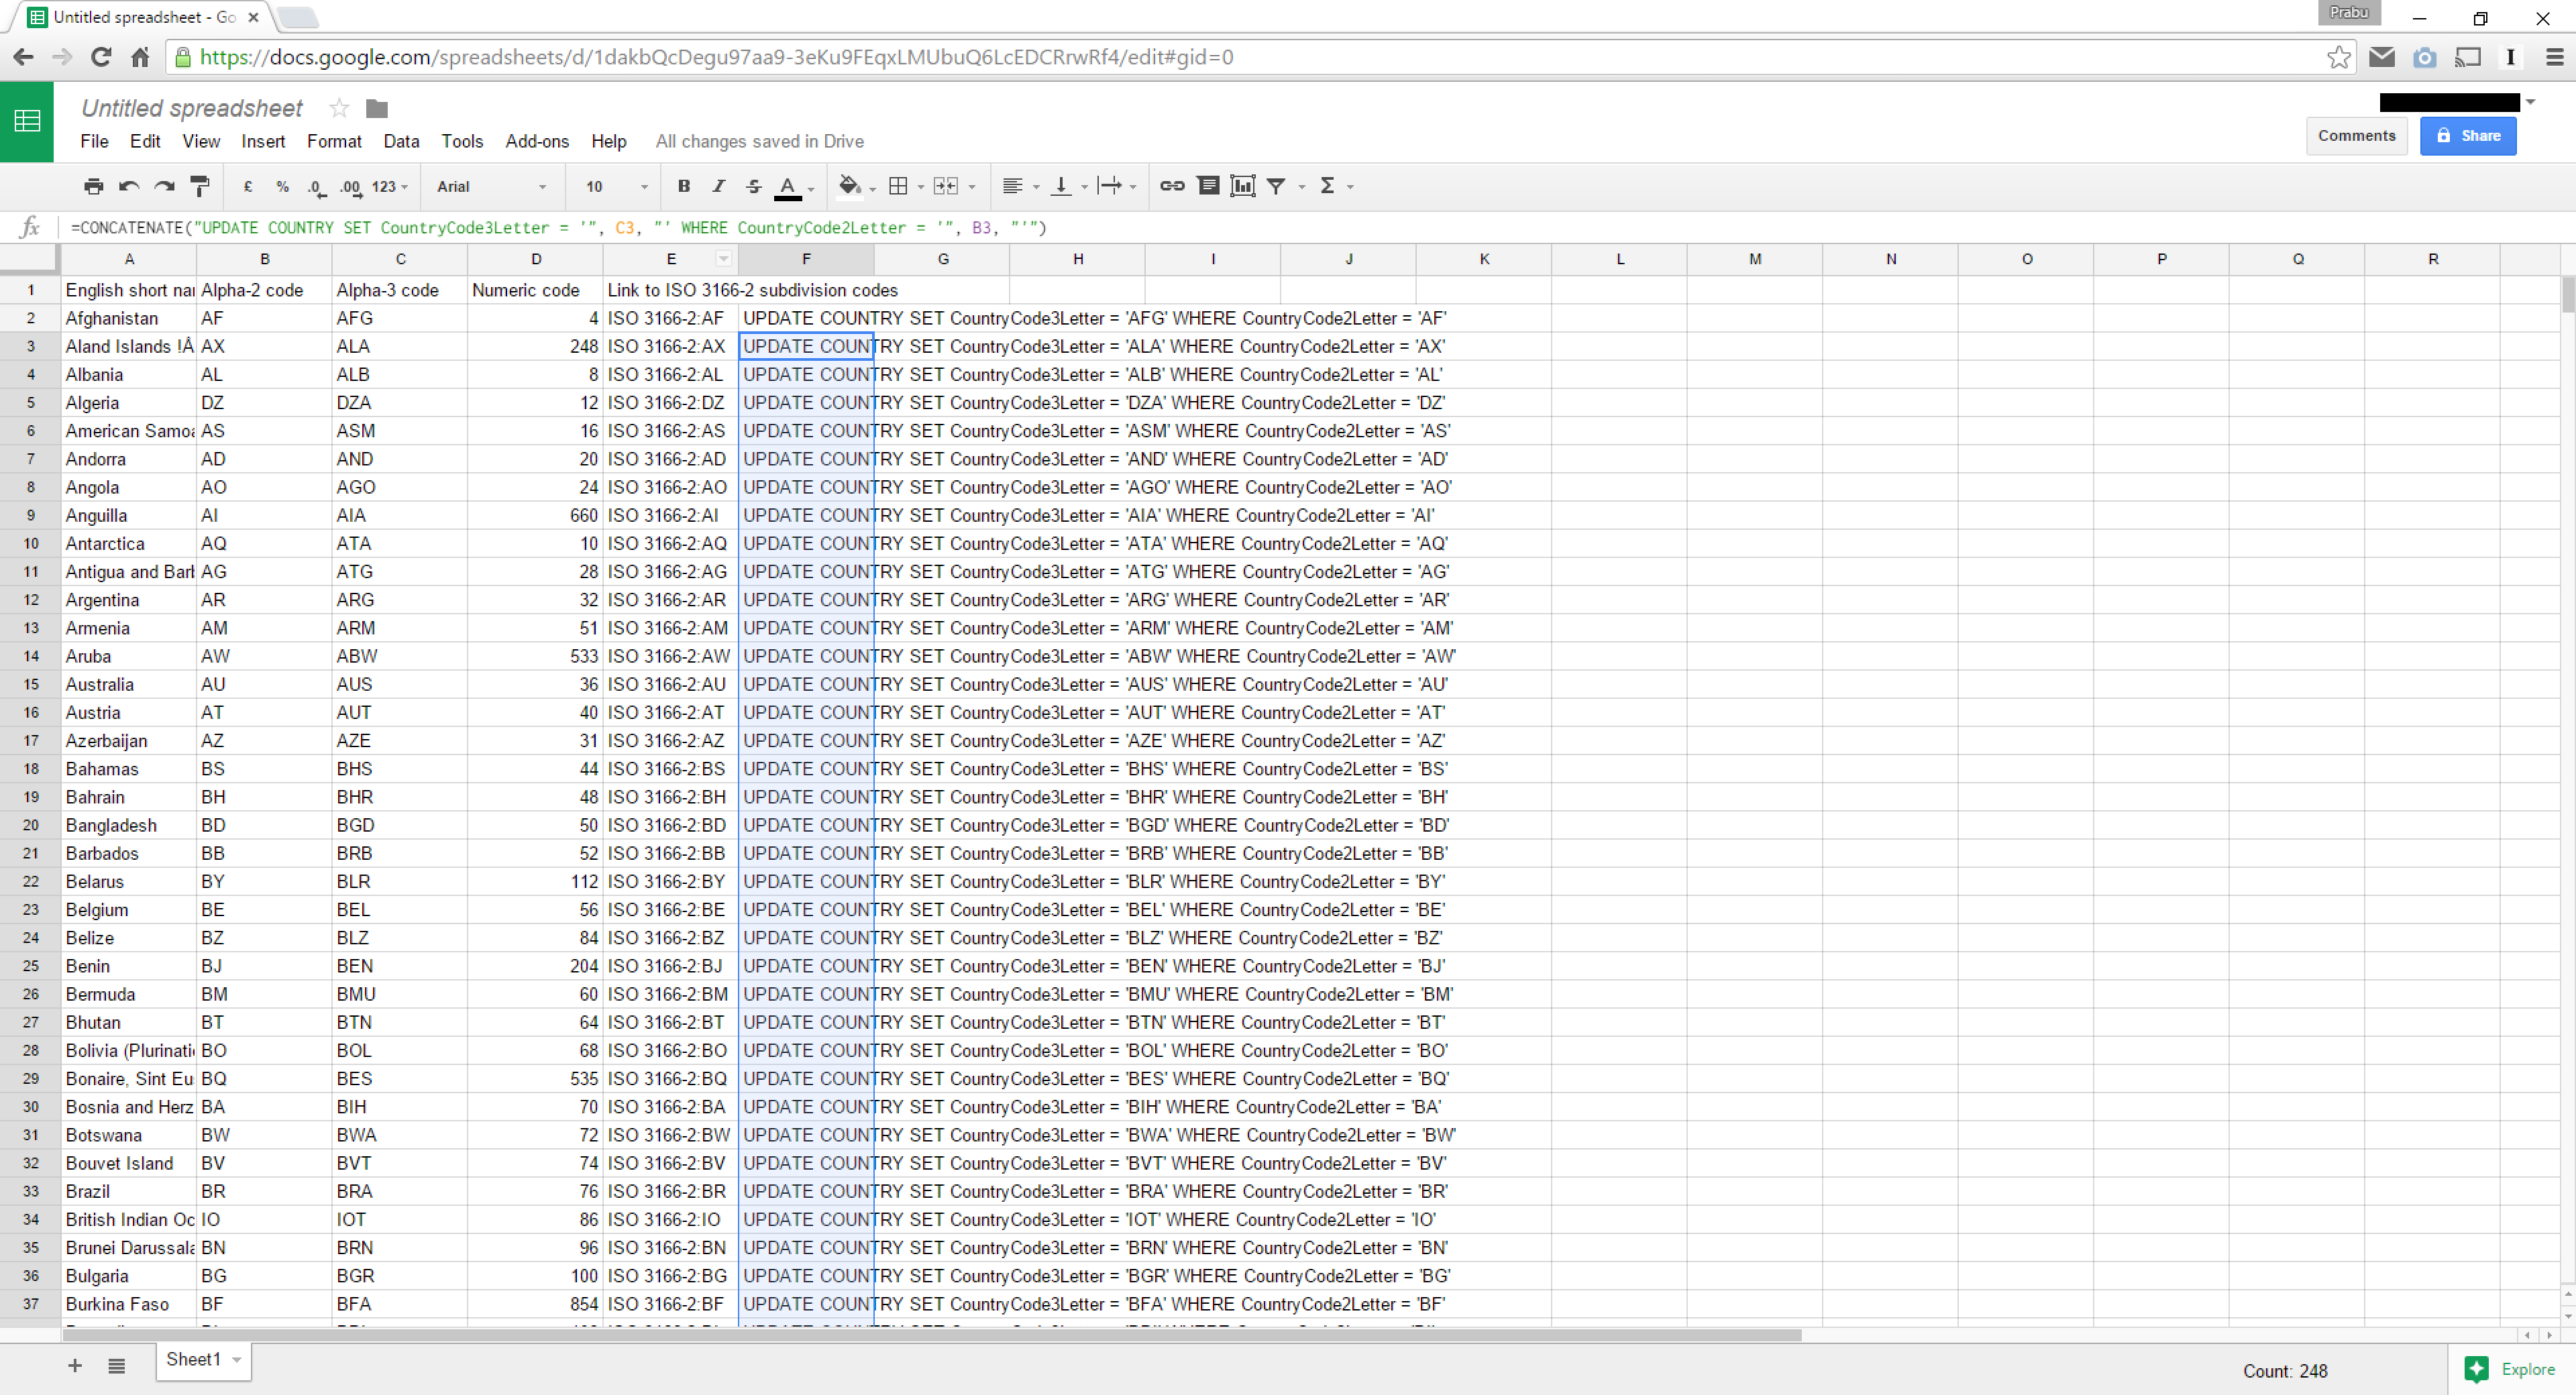 Untitled spreadsheet - Go
Prabu
https://docs.google.com/spreadsheets/d/1dakbQcDegu97aa9-3eKu9FEqxLMUbuQ6LcEDCRrwRf4/edit#gid=0
Untitled spreadsheet
File Edit View Insert Format Data Tools Add-ons Help All changes saved in Drive
Comments Share
£ % .0 .00 123 Arial 10 B I S A Σ
fx =CONCATENATE("UPDATE COUNTRY SET CountryCode3Letter = '", C3, "' WHERE CountryCode2Letter = '", B3, "'")
A B C D E F G H I J K L M N O P Q R
1 English short nar Alpha-2 code Alpha-3 code Numeric code Link to ISO 3166-2 subdivision codes
2 Afghanistan AF AFG 4 ISO 3166-2:AF UPDATE COUNTRY SET CountryCode3Letter = 'AFG' WHERE CountryCode2Letter = 'AF'
3 Aland Islands !Å AX ALA 248 ISO 3166-2:AX UPDATE COUNTRY SET CountryCode3Letter = 'ALA' WHERE CountryCode2Letter = 'AX'
4 Albania AL ALB 8 ISO 3166-2:AL UPDATE COUNTRY SET CountryCode3Letter = 'ALB' WHERE CountryCode2Letter = 'AL'
5 Algeria DZ DZA 12 ISO 3166-2:DZ UPDATE COUNTRY SET CountryCode3Letter = 'DZA' WHERE CountryCode2Letter = 'DZ'
6 American Samoa AS ASM 16 ISO 3166-2:AS UPDATE COUNTRY SET CountryCode3Letter = 'ASM' WHERE CountryCode2Letter = 'AS'
7 Andorra AD AND 20 ISO 3166-2:AD UPDATE COUNTRY SET CountryCode3Letter = 'AND' WHERE CountryCode2Letter = 'AD'
8 Angola AO AGO 24 ISO 3166-2:AO UPDATE COUNTRY SET CountryCode3Letter = 'AGO' WHERE CountryCode2Letter = 'AO'
9 Anguilla AI AIA 660 ISO 3166-2:AI UPDATE COUNTRY SET CountryCode3Letter = 'AIA' WHERE CountryCode2Letter = 'AI'
10 Antarctica AQ ATA 10 ISO 3166-2:AQ UPDATE COUNTRY SET CountryCode3Letter = 'ATA' WHERE CountryCode2Letter = 'AQ'
11 Antigua and Barb AG ATG 28 ISO 3166-2:AG UPDATE COUNTRY SET CountryCode3Letter = 'ATG' WHERE CountryCode2Letter = 'AG'
12 Argentina AR ARG 32 ISO 3166-2:AR UPDATE COUNTRY SET CountryCode3Letter = 'ARG' WHERE CountryCode2Letter = 'AR'
13 Armenia AM ARM 51 ISO 3166-2:AM UPDATE COUNTRY SET CountryCode3Letter = 'ARM' WHERE CountryCode2Letter = 'AM'
14 Aruba AW ABW 533 ISO 3166-2:AW UPDATE COUNTRY SET CountryCode3Letter = 'ABW' WHERE CountryCode2Letter = 'AW'
15 Australia AU AUS 36 ISO 3166-2:AU UPDATE COUNTRY SET CountryCode3Letter = 'AUS' WHERE CountryCode2Letter = 'AU'
16 Austria AT AUT 40 ISO 3166-2:AT UPDATE COUNTRY SET CountryCode3Letter = 'AUT' WHERE CountryCode2Letter = 'AT'
17 Azerbaijan AZ AZE 31 ISO 3166-2:AZ UPDATE COUNTRY SET CountryCode3Letter = 'AZE' WHERE CountryCode2Letter = 'AZ'
18 Bahamas BS BHS 44 ISO 3166-2:BS UPDATE COUNTRY SET CountryCode3Letter = 'BHS' WHERE CountryCode2Letter = 'BS'
19 Bahrain BH BHR 48 ISO 3166-2:BH UPDATE COUNTRY SET CountryCode3Letter = 'BHR' WHERE CountryCode2Letter = 'BH'
20 Bangladesh BD BGD 50 ISO 3166-2:BD UPDATE COUNTRY SET CountryCode3Letter = 'BGD' WHERE CountryCode2Letter = 'BD'
21 Barbados BB BRB 52 ISO 3166-2:BB UPDATE COUNTRY SET CountryCode3Letter = 'BRB' WHERE CountryCode2Letter = 'BB'
22 Belarus BY BLR 112 ISO 3166-2:BY UPDATE COUNTRY SET CountryCode3Letter = 'BLR' WHERE CountryCode2Letter = 'BY'
23 Belgium BE BEL 56 ISO 3166-2:BE UPDATE COUNTRY SET CountryCode3Letter = 'BEL' WHERE CountryCode2Letter = 'BE'
24 Belize BZ BLZ 84 ISO 3166-2:BZ UPDATE COUNTRY SET CountryCode3Letter = 'BLZ' WHERE CountryCode2Letter = 'BZ'
25 Benin BJ BEN 204 ISO 3166-2:BJ UPDATE COUNTRY SET CountryCode3Letter = 'BEN' WHERE CountryCode2Letter = 'BJ'
26 Bermuda BM BMU 60 ISO 3166-2:BM UPDATE COUNTRY SET CountryCode3Letter = 'BMU' WHERE CountryCode2Letter = 'BM'
27 Bhutan BT BTN 64 ISO 3166-2:BT UPDATE COUNTRY SET CountryCode3Letter = 'BTN' WHERE CountryCode2Letter = 'BT'
28 Bolivia (Plurinati BO BOL 68 ISO 3166-2:BO UPDATE COUNTRY SET CountryCode3Letter = 'BOL' WHERE CountryCode2Letter = 'BO'
29 Bonaire, Sint Eu BQ BES 535 ISO 3166-2:BQ UPDATE COUNTRY SET CountryCode3Letter = 'BES' WHERE CountryCode2Letter = 'BQ'
30 Bosnia and Herz BA BIH 70 ISO 3166-2:BA UPDATE COUNTRY SET CountryCode3Letter = 'BIH' WHERE CountryCode2Letter = 'BA'
31 Botswana BW BWA 72 ISO 3166-2:BW UPDATE COUNTRY SET CountryCode3Letter = 'BWA' WHERE CountryCode2Letter = 'BW'
32 Bouvet Island BV BVT 74 ISO 3166-2:BV UPDATE COUNTRY SET CountryCode3Letter = 'BVT' WHERE CountryCode2Letter = 'BV'
33 Brazil BR BRA 76 ISO 3166-2:BR UPDATE COUNTRY SET CountryCode3Letter = 'BRA' WHERE CountryCode2Letter = 'BR'
34 British Indian Oc IO IOT 86 ISO 3166-2:IO UPDATE COUNTRY SET CountryCode3Letter = 'IOT' WHERE CountryCode2Letter = 'IO'
35 Brunei Darussala BN BRN 96 ISO 3166-2:BN UPDATE COUNTRY SET CountryCode3Letter = 'BRN' WHERE CountryCode2Letter = 'BN'
36 Bulgaria BG BGR 100 ISO 3166-2:BG UPDATE COUNTRY SET CountryCode3Letter = 'BGR' WHERE CountryCode2Letter = 'BG'
37 Burkina Faso BF BFA 854 ISO 3166-2:BF UPDATE COUNTRY SET CountryCode3Letter = 'BFA' WHERE CountryCode2Letter = 'BF'
Sheet1 Count: 248 Explore